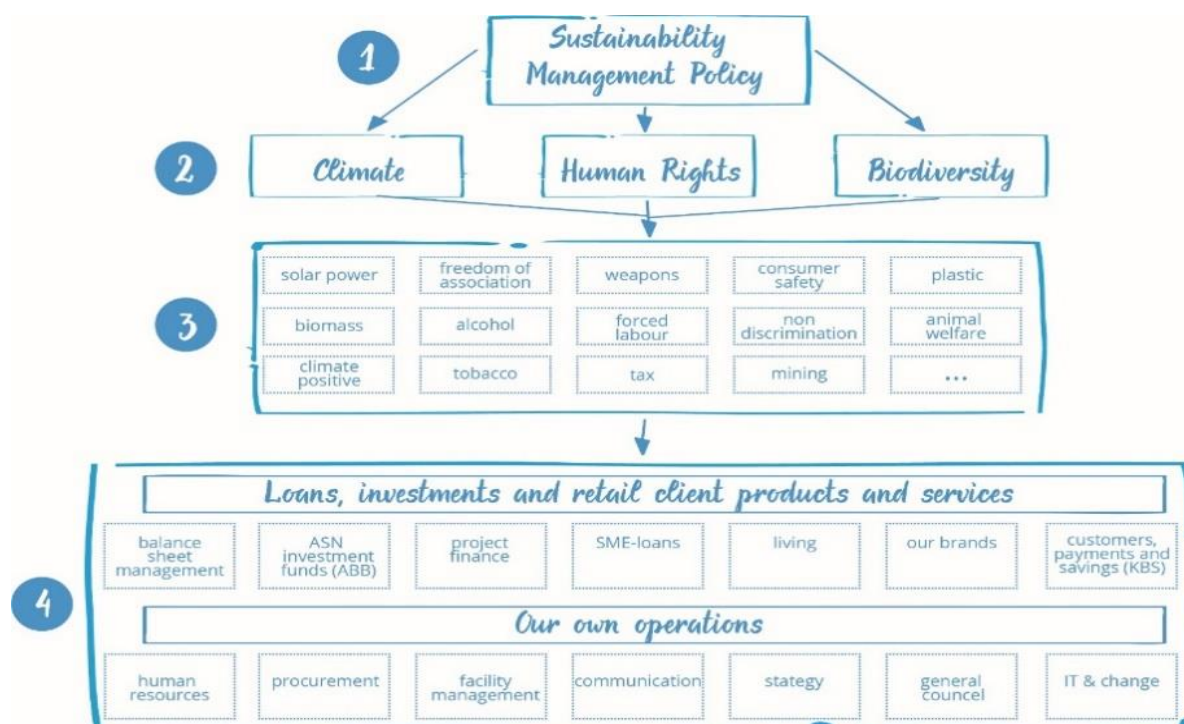 1
Sustainability
Management Policy
2
Climate
Human Rights
Biodiversity
3
solar power
freedom of
association
weapons
consumer
safety
plastic
biomass
alcohol
forced
labour
non
discrimination
animal
welfare
climate
positive
tobacco
tax
mining
...
4
Loans, investments and retail client products and services
balance
sheet
management
ASN
investment
funds (ABB)
project
finance
SME-loans
living
our brands
customers,
payments and
savings (KBS)
Our own operations
human
resources
procurement
facility
management
communication
stategy
general
councel
IT & change